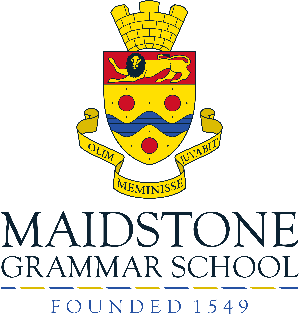 OLIM MEMINISSE JUVABIT
MAIDSTONE
GRAMMAR SCHOOL
FOUNDED 1549